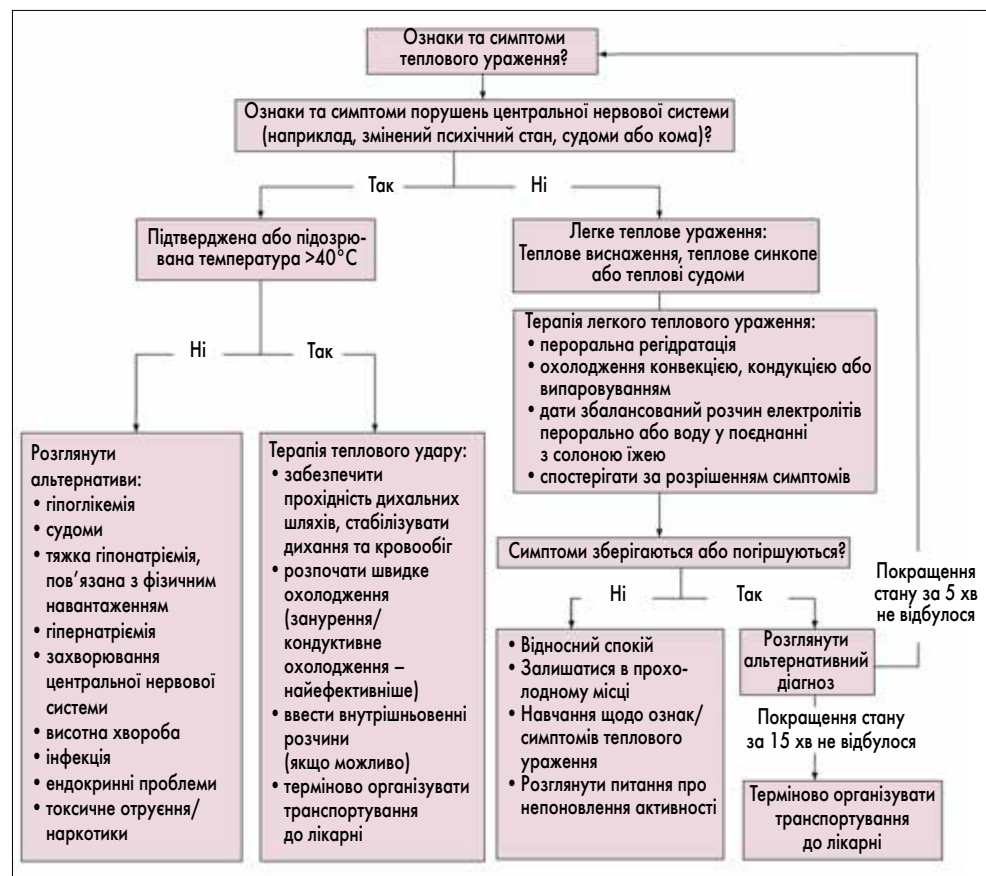 Ознаки та симптоми
теплового ураження?
Ознаки та симптоми порушень центральної нервової системи
(наприклад, змінений психічний стан, судоми або кома)?
Так
Ні
Підтверджена або підозрю-
вана температура >40°C
Ні
Так
Розглянути
альтернативи:
• гіпоглікемія
• судоми
• тяжка гіпонатріємія,
пов’язана з фізичним
навантаженням
• гіпернатріємія
• захворювання
центральної нервової
системи
• висотна хвороба
• інфекція
• ендокринні проблеми
• токсичне отруєння/
наркотики
Терапія теплового удару:
• забезпечити
прохідність дихальних
шляхів, стабілізувати
дихання та кровообіг
• розпочати швидке
охолодження
(занурення/
кондуктивне
охолодження –
найефективніше)
• ввести внутрішньовенні
розчини
(якщо можливо)
• терміново організувати
транспортування
до лікарні
Легке теплове ураження:
Теплове виснаження, теплове синкопе
або теплові судоми
Терапія легкого теплового ураження:
• пероральна регідратація
• охолодження конвекцією, кондукцією або
випаровуванням
• дати збалансований розчин електролітів
перорально або воду у поєднанні
з солоною їжею
• спостерігати за розрішенням симптомів
Симптоми зберігаються або погіршуються?
Ні
Так
• Відносний спокій
• Залишатися в прохо-
лодному місці
• Навчання щодо ознак/
симптомів теплового
ураження
• Розглянути питання про
непоновлення активності
Розглянути
альтернативний
діагноз
Покращення
стану за 5 хв
не відбулося
Покращення стану
за 15 хв не відбулося
Терміново організувати
транспортування
до лікарні